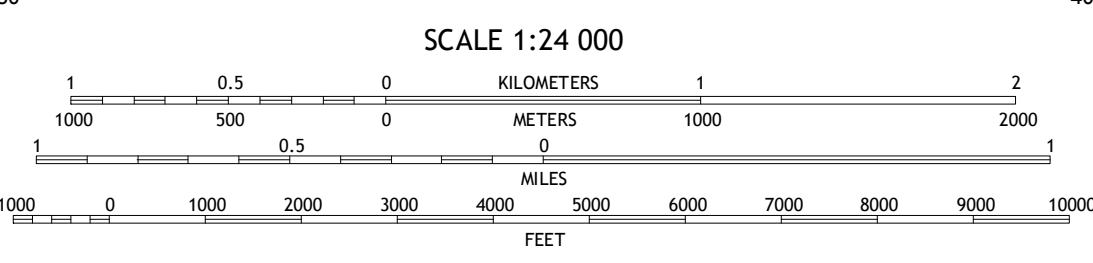 SCALE 1:24 000
1 0.5 0 KILOMETERS 1 2
1000 500 0 METERS 1000 2000
1 0.5 0 1
MILES
1000 0 1000 2000 3000 4000 5000 6000 7000 8000 9000 10000
FEET